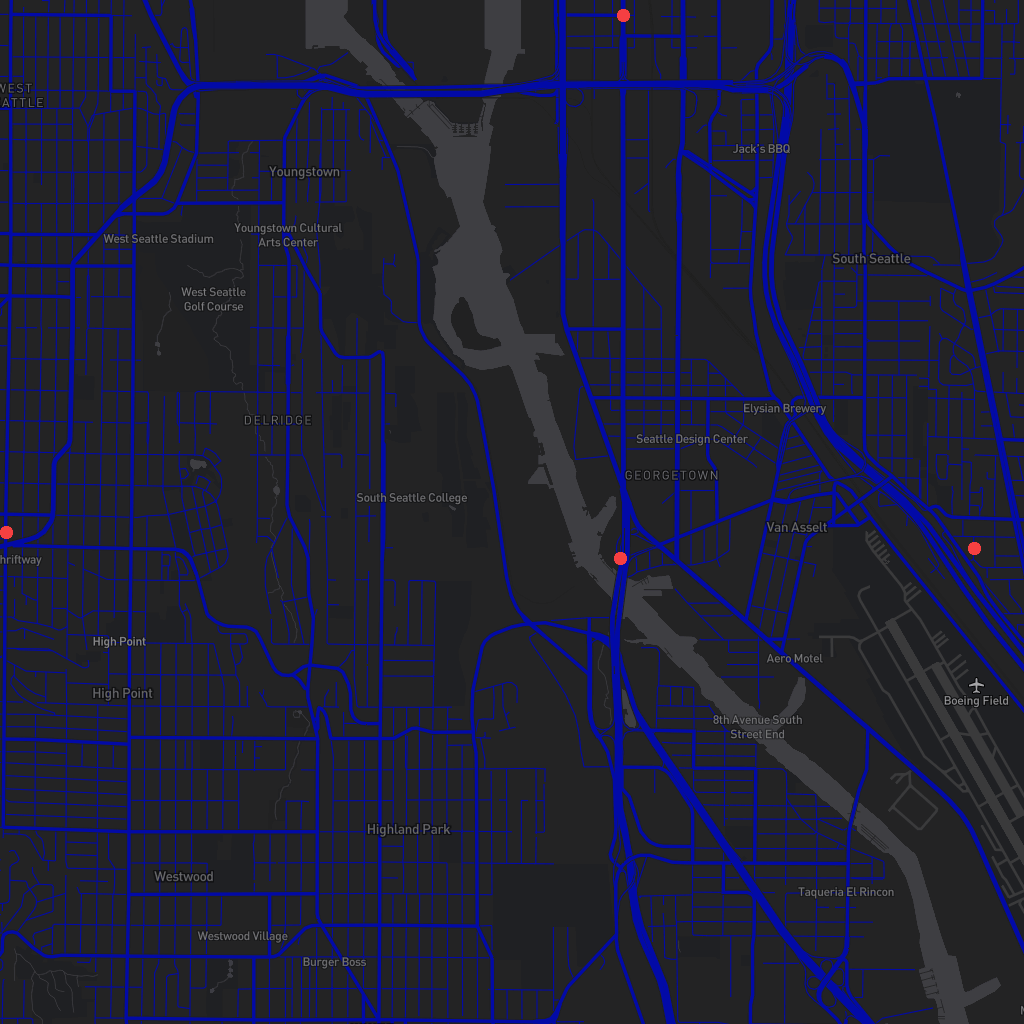 WEST
ATTLE
Jack's BBQ
Youngstown
Youngstown Cultural
Arts Center
West Seattle Stadium
South Seattle
West Seattle
Golf Course
Elysian Brewery
DELRIDGE
Seattle Design Center
GEORGETOWN
South Seattle College
Van Asselt
hriftway
High Point
Aero Motel
High Point
Boeing Field
8th Avenue South
Street End
Highland Park
Westwood
Taqueria El Rincon
Westwood Village
Burger Boss